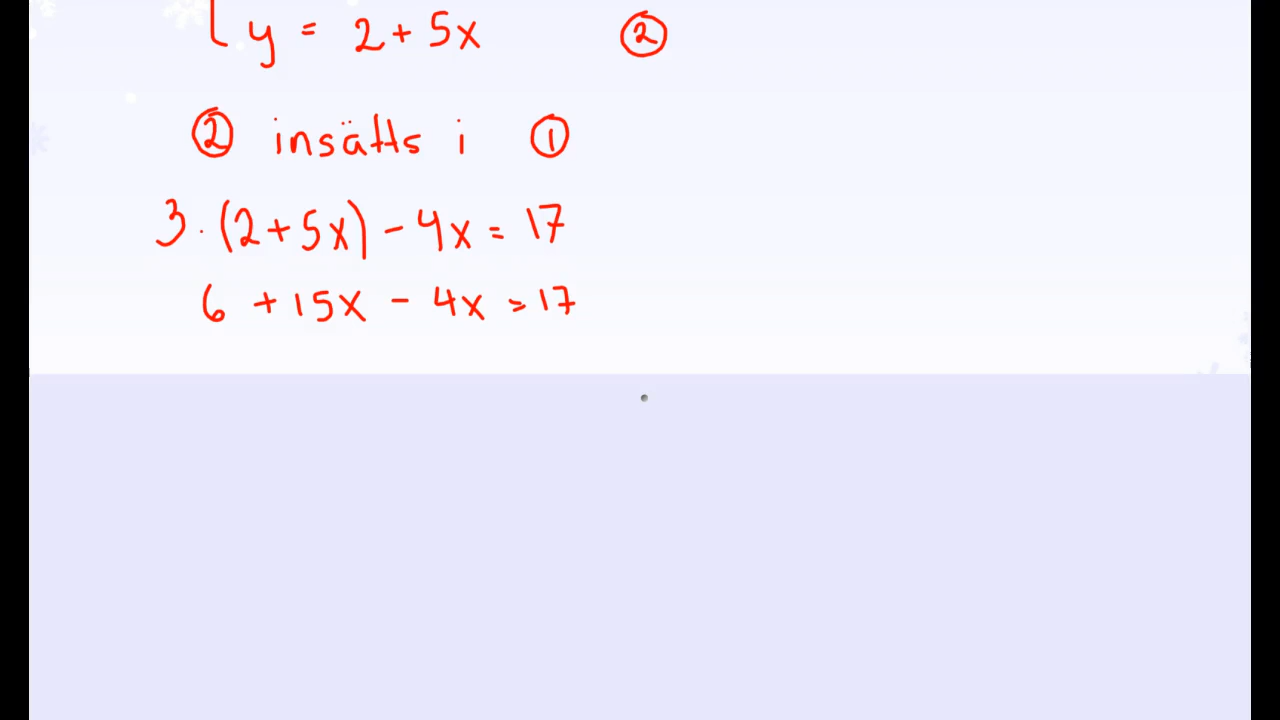 { y = 2 + 5x ②
② insätts i ①
3 · (2 + 5x) - 4x = 17
6 + 15x - 4x = 17